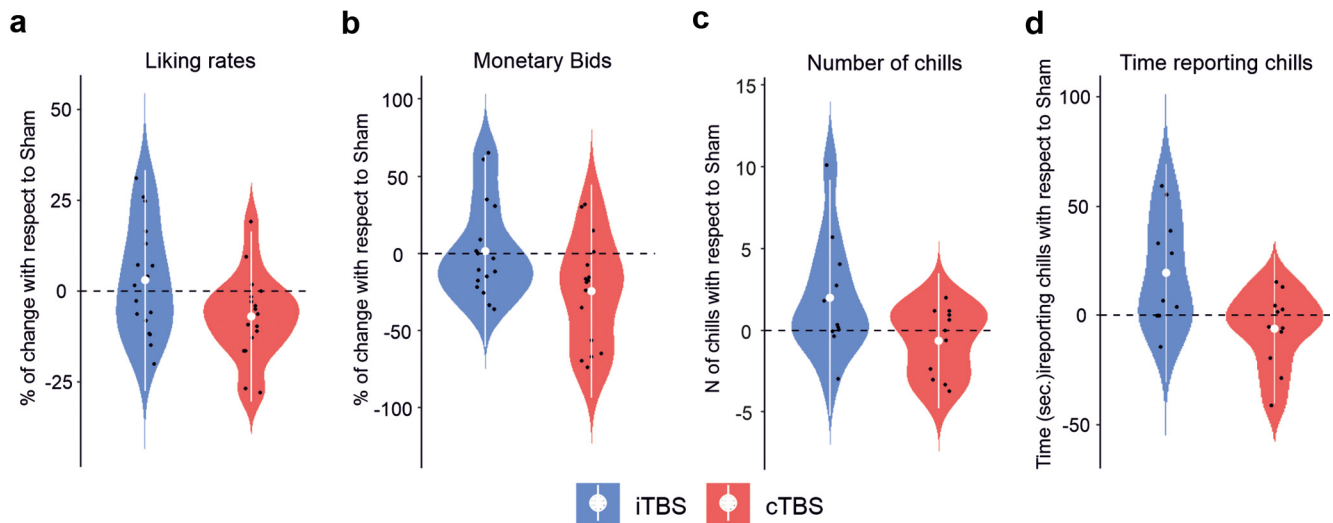 a
Liking rates
% of change with respect to Sham
50
25
0
-25
b
Monetary Bids
% of change with respect to Sham
100
50
0
-50
-100
c
Number of chills
N of chills with respect to Sham
15
10
5
0
-5
d
Time reporting chills
Time (sec.)ireporting chills with respect to Sham
100
50
0
-50
iTBS
cTBS